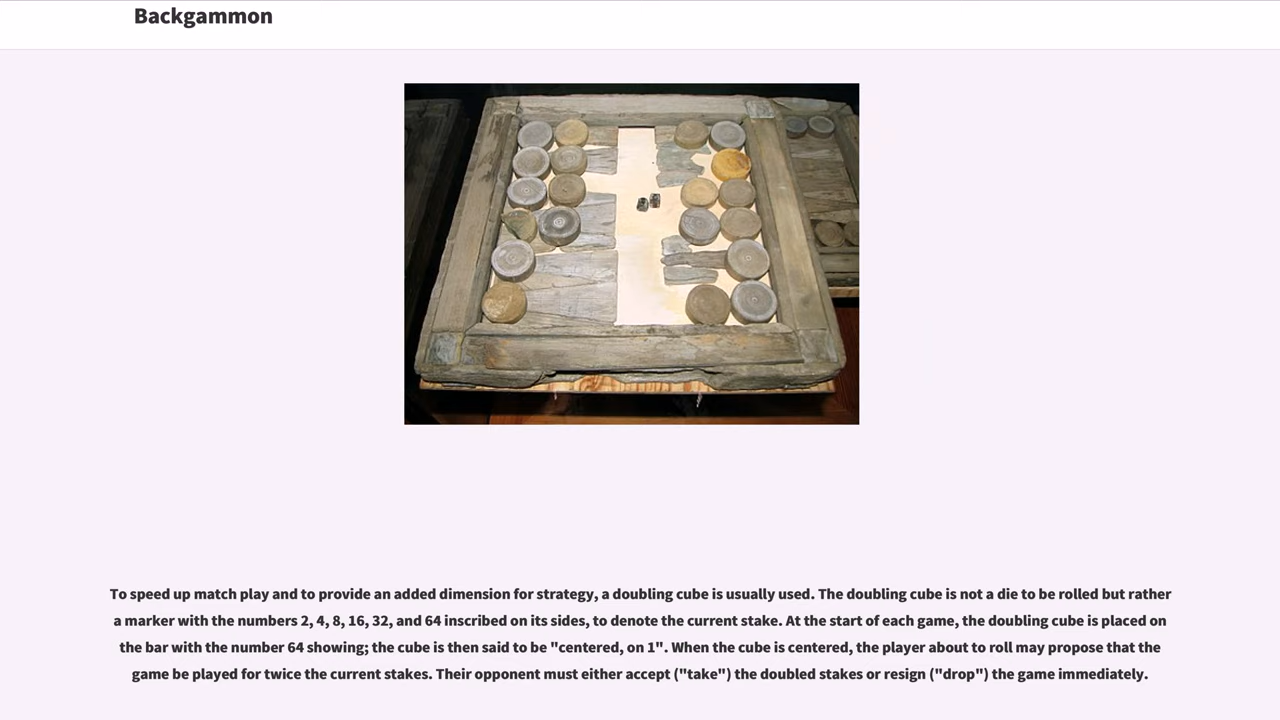 Backgammon
To speed up match play and to provide an added dimension for strategy, a doubling cube is usually used. The doubling cube is not a die to be rolled but rather
a marker with the numbers 2, 4, 8, 16, 32, and 64 inscribed on its sides, to denote the current stake. At the start of each game, the doubling cube is placed on
the bar with the number 64 showing; the cube is then said to be "centered, on 1". When the cube is centered, the player about to roll may propose that the
game be played for twice the current stakes. Their opponent must either accept ("take") the doubled stakes or resign ("drop") the game immediately.